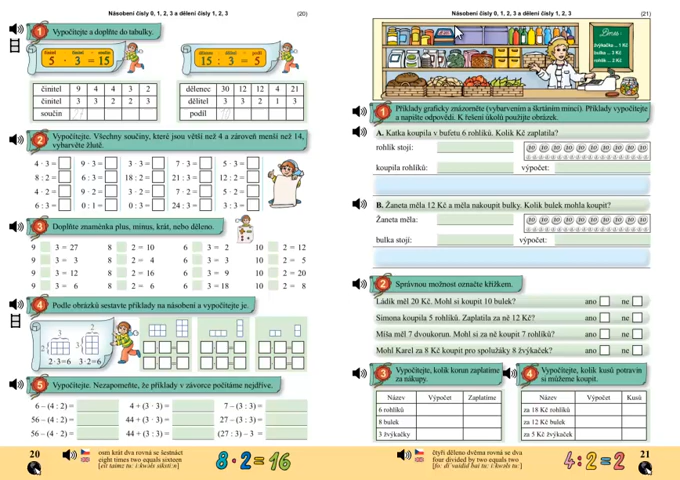 Násobení čísly 0, 1, 2, 3 a dělení čísly 1, 2, 3
(20)
1 Vypočítejte a doplňte do tabulky.
činitel činitel součin
5 · 3 = 15
dělenec dělitel podíl
15 : 3 = 5
činitel 9 4 4 3 2
činitel 3 3 2 2 3
součin 27
dělenec 30 12 12 4 21
dělitel 3 3 2 1 3
podíl 10
2 Vypočítejte. Všechny součiny, které jsou větší než 4 a zároveň menší než 14,
vybarvěte žlutě.
4 · 3 = 9 · 3 = 3 · 3 = 7 · 3 = 5 · 3 =
8 : 2 = 6 : 3 = 18 : 2 = 21 : 3 = 12 : 2 =
4 · 2 = 9 · 2 = 3 · 2 = 7 · 2 = 5 · 2 =
6 : 3 = 0 : 1 = 0 : 3 = 24 : 3 = 2 : 2 =
3 Doplňte znaménka plus, mínus, krát, nebo děleno.
9 3 = 27 8 2 = 10 6 3 = 2 10 2 = 12
9 3 = 3 8 2 = 4 6 3 = 3 10 2 = 5
9 3 = 12 8 2 = 16 6 3 = 9 10 2 = 20
9 3 = 6 8 2 = 6 6 3 = 18 10 2 = 8
4 Podle obrázků sestavte příklady na násobení a vypočítejte je.
3 2
2 3
2 · 3 = 6 3 · 2 = 6
5 Vypočítejte. Nezapomeňte, že příklady v závorce počítáme nejdříve.
6 – (4 : 2) = 4 + (3 · 3) = 7 – (3 : 3) =
56 – (4 : 2) = 44 + (3 · 3) = 27 – (3 : 3) =
56 – (4 · 2) = 44 + (3 : 3) = (27 : 3) – 3 =
20
osm krát dva rovná se šestnáct
eight times two equals sixteen
8 · 2 = 16
Násobení čísly 0, 1, 2, 3 a dělení čísly 1, 2, 3
(21)
žvýkačka ... 1 Kč
bulka ... 2 Kč
rohlík ... 2 Kč
1 Příklady graficky znázorněte (vybarvením a škrtáním mincí). Příklady vypočítejte
a napište odpovědi. K řešení úkolů použijte obrázek.
A. Katka koupila v bufetu 6 rohlíků. Kolik Kč zaplatila?
rohlík stojí:
koupila rohlíků: výpočet:
B. Žaneta měla 12 Kč a měla nakoupit bulky. Kolik bulek mohla koupit?
Žaneta měla:
bulka stojí: výpočet:
2 Správnou možnost označte křížkem.
Ládík měl 20 Kč. Mohl si koupit 10 bulek? ano ne
Simona koupila 5 rohlíků. Zaplatila za ně 12 Kč? ano ne
Míša měl 7 dvoukorun. Mohl si za ně koupit 7 rohlíků? ano ne
Mohl Karel za 8 Kč koupit pro spolužáky 8 žvýkaček? ano ne
3 Vypočítejte, kolik korun zaplatíme
za nákupy.
Název Výpočet Zaplatíme
6 rohlíků
8 bulek
3 žvýkačky
4 Vypočítejte, kolik kusů potravin
si můžeme koupit.
Název Výpočet Kusů
za 18 Kč rohlíků
za 12 Kč bulek
za 5 Kč žvýkaček
čtyři děleno dvěma rovná se dva
four divided by two equals two
4 : 2 = 2
21